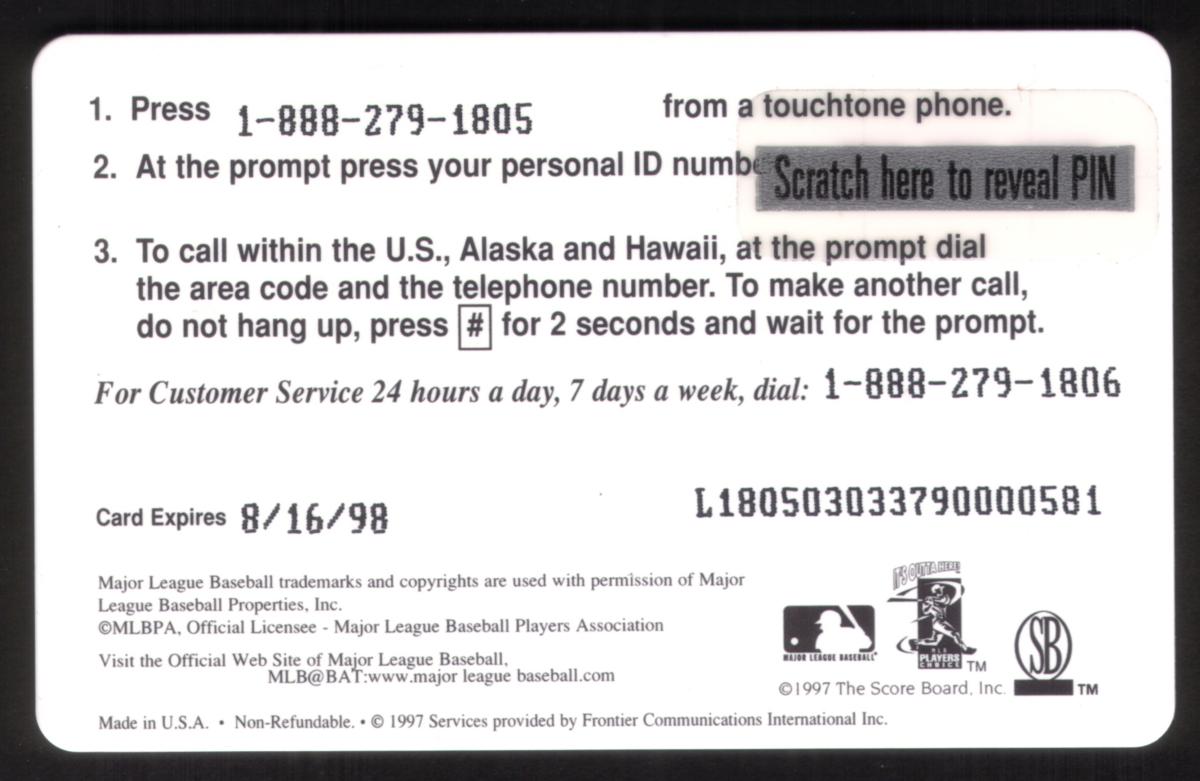 1. Press 1-888-279-1805 from a touchtone phone.
2. At the prompt press your personal ID numbe
Scratch here to reveal PIN
3. To call within the U.S., Alaska and Hawaii, at the prompt dial
the area code and the telephone number. To make another call,
do not hang up, press # for 2 seconds and wait for the prompt.
For Customer Service 24 hours a day, 7 days a week, dial: 1-888-279-1806
Card Expires 8/16/98
L1805030337900000581
Major League Baseball trademarks and copyrights are used with permission of Major
League Baseball Properties, Inc.
©MLBPA, Official Licensee - Major League Baseball Players Association
Visit the Official Web Site of Major League Baseball,
MLB@BAT:www.major league baseball.com
MAJOR LEAGUE BASEBALL
IT'S OUTTA HERE!
MLB
PLAYERS
CHOICE TM
SB TM
©1997 The Score Board, Inc.
Made in U.S.A. • Non-Refundable. • © 1997 Services provided by Frontier Communications International Inc.